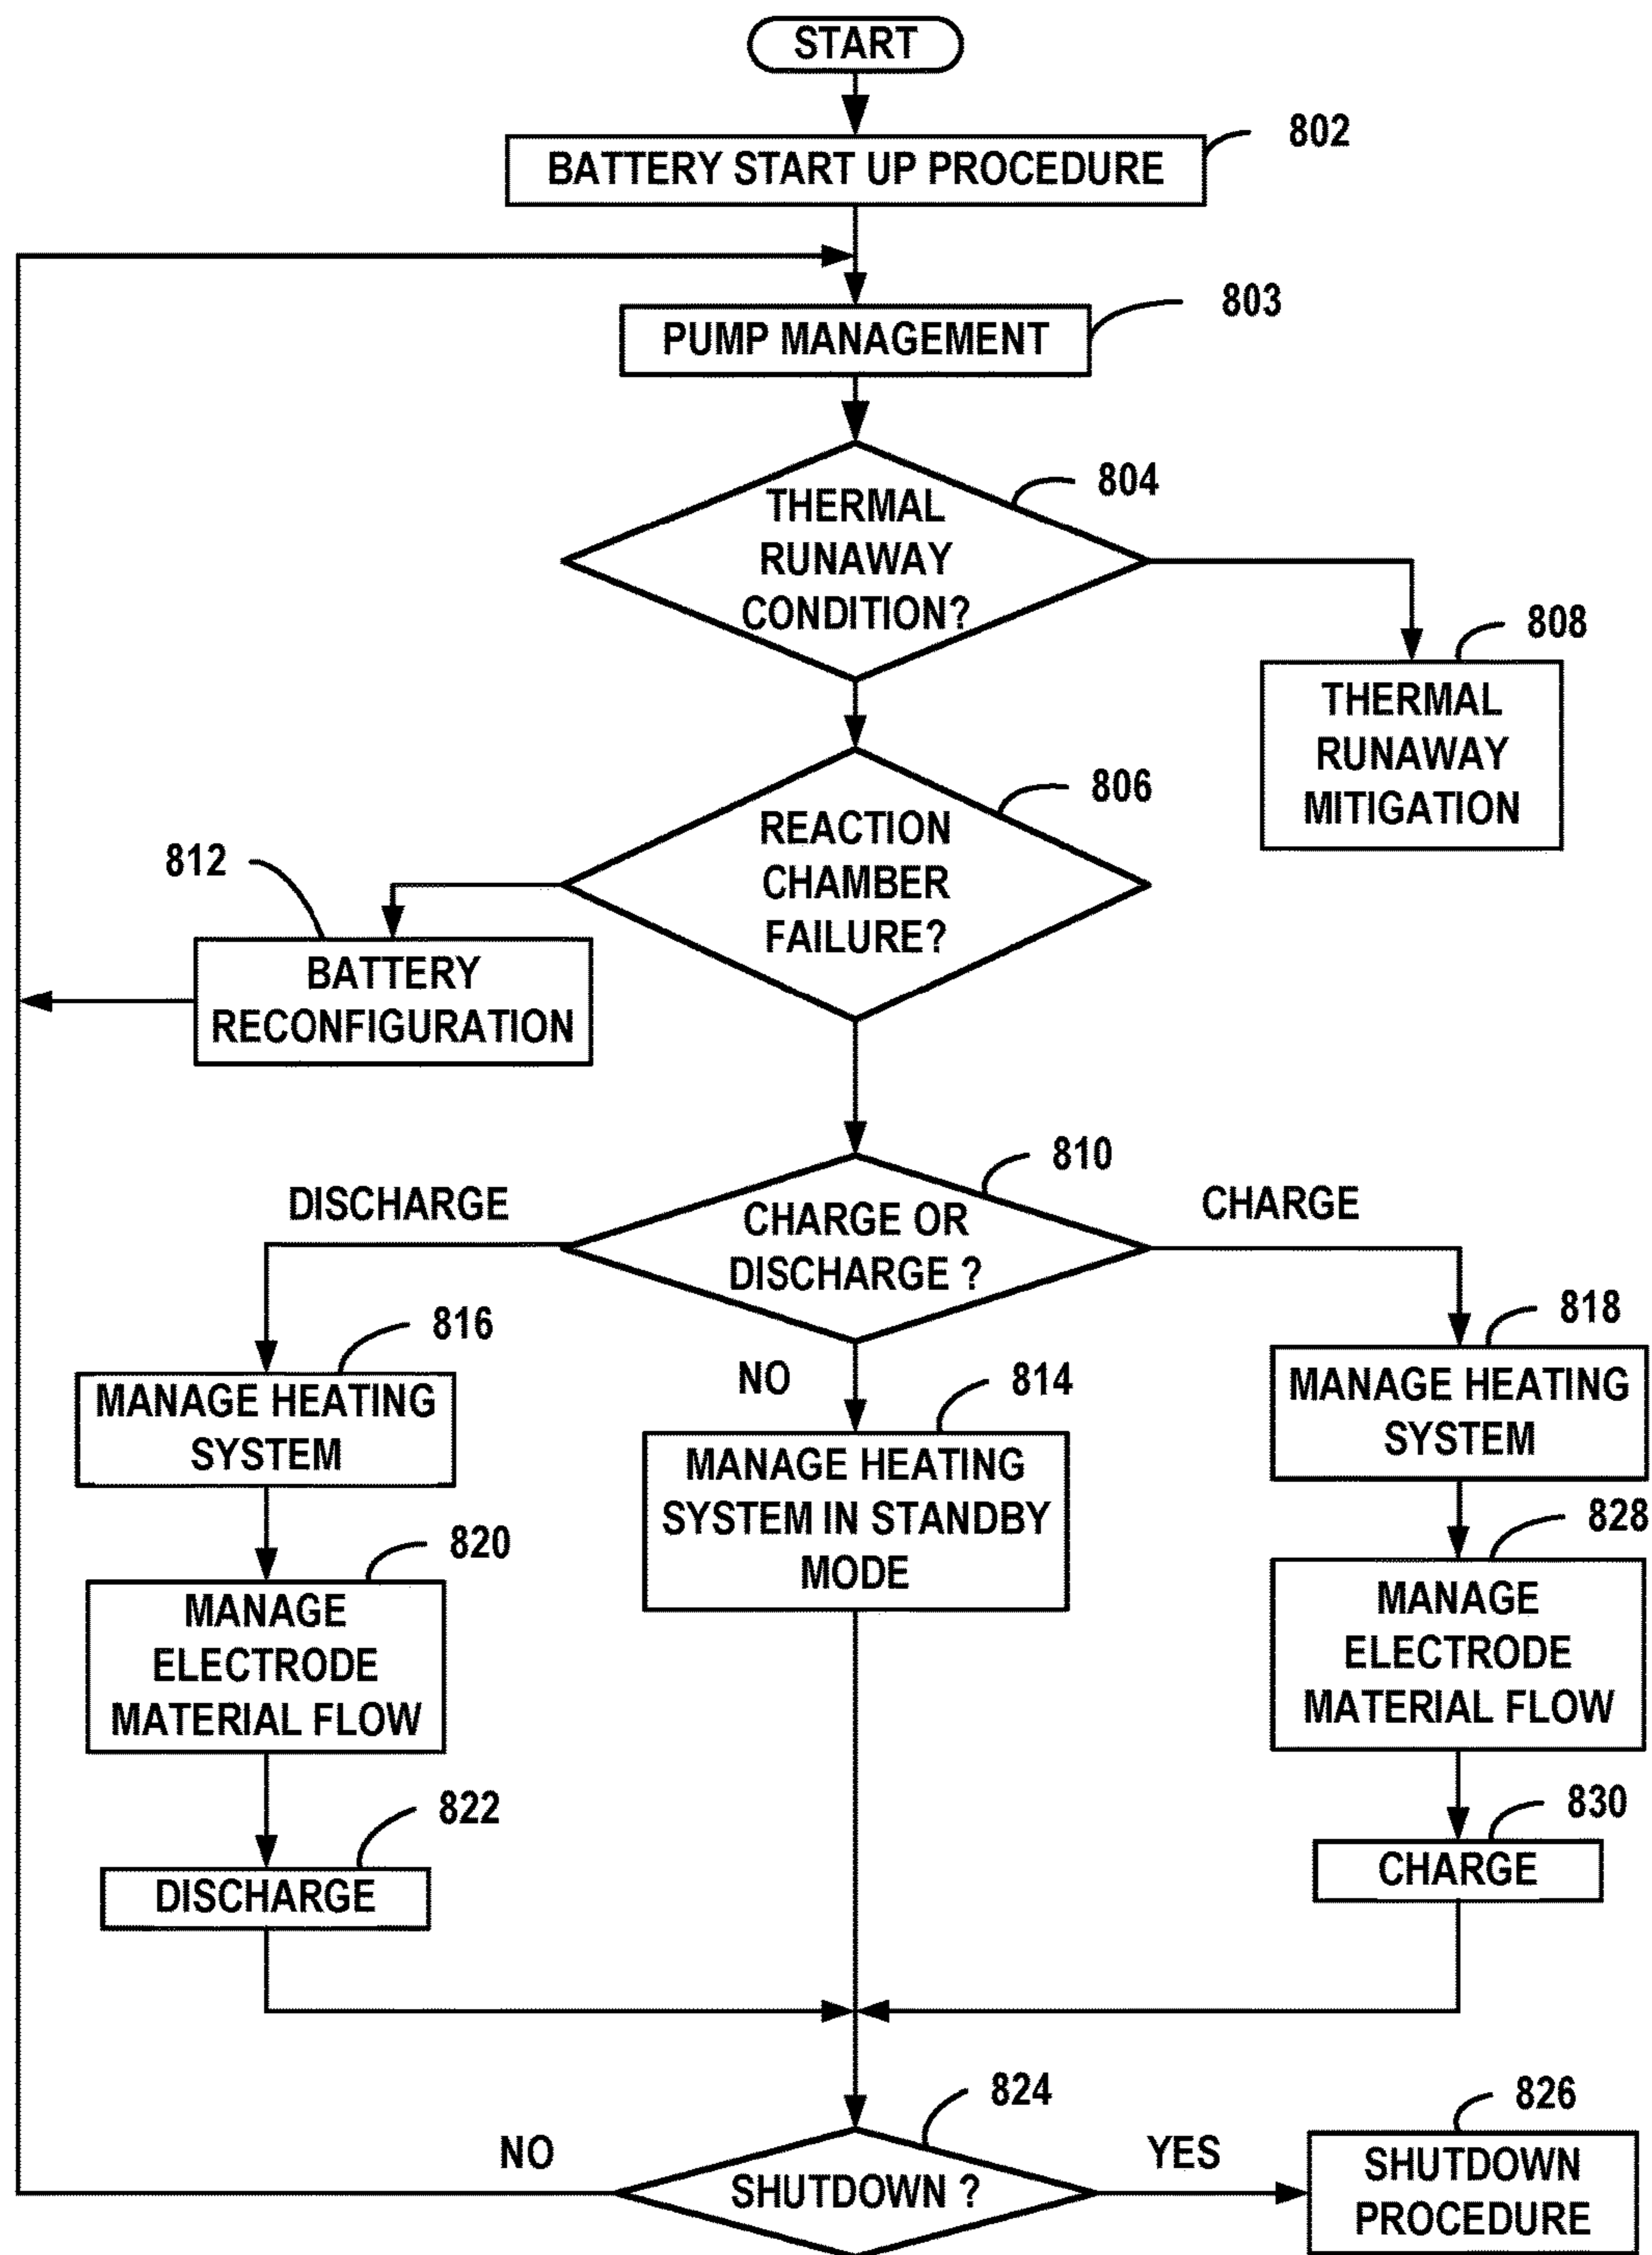 START
802
BATTERY START UP PROCEDURE
803
PUMP MANAGEMENT
804
THERMAL
RUNAWAY
CONDITION?
808
THERMAL
RUNAWAY
MITIGATION
806
REACTION
CHAMBER
FAILURE?
812
BATTERY
RECONFIGURATION
810
DISCHARGE
CHARGE
CHARGE OR
DISCHARGE ?
816
MANAGE HEATING
SYSTEM
NO
814
MANAGE HEATING
SYSTEM IN STANDBY
MODE
818
MANAGE HEATING
SYSTEM
820
MANAGE
ELECTRODE
MATERIAL FLOW
828
MANAGE
ELECTRODE
MATERIAL FLOW
822
DISCHARGE
830
CHARGE
824
NO
SHUTDOWN ?
YES
826
SHUTDOWN
PROCEDURE